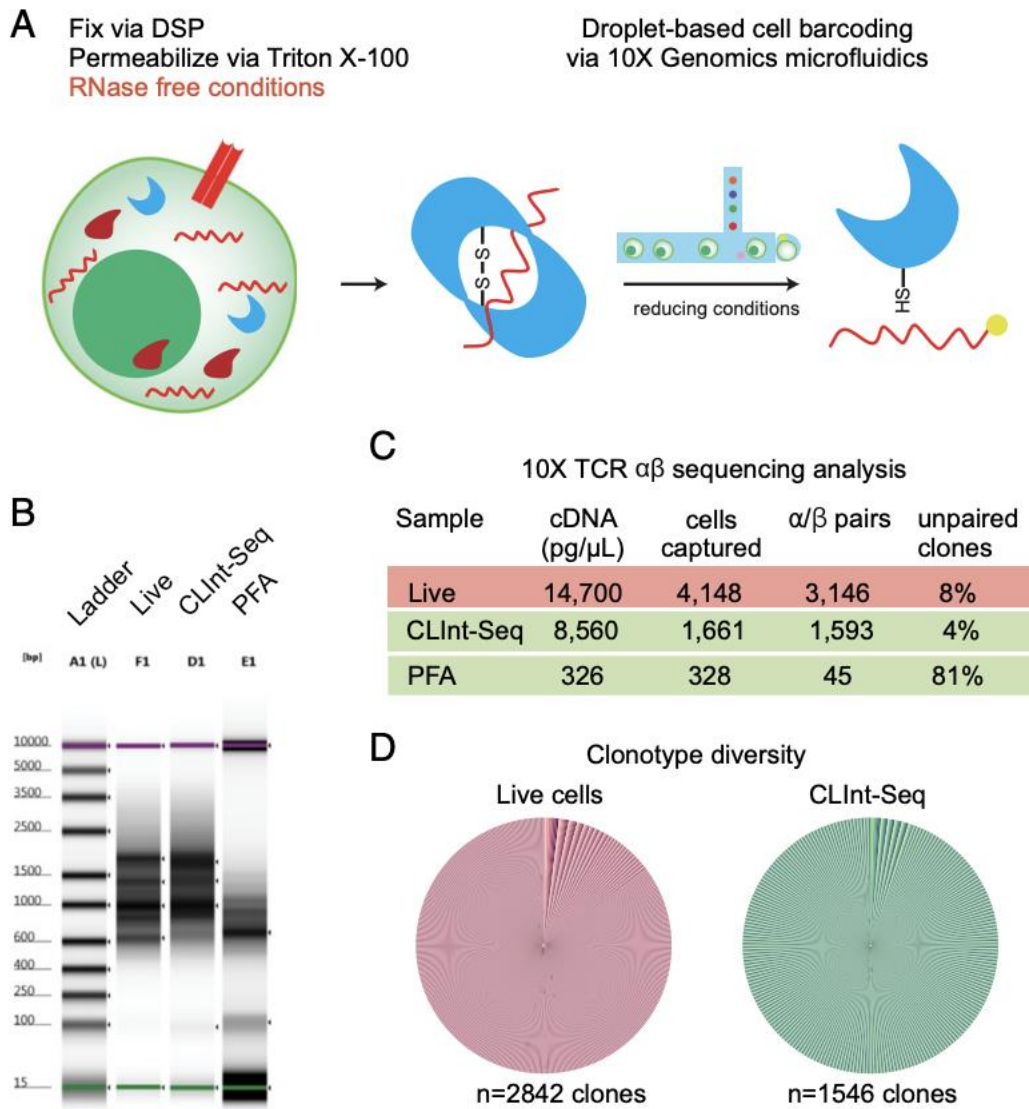 A
Fix via DSP
Permeabilize via Triton X-100
RNase free conditions
Droplet-based cell barcoding
via 10X Genomics microfluidics
S-S
reducing conditions
HS
B
Ladder
Live
CLInt-Seq
PFA
[bp] A1 (L) F1 D1 E1
10000
5000
3500
2500
1500
1000
600
400
250
100
15
C
10X TCR αβ sequencing analysis
Sample cDNA (pg/µL) cells captured α/β pairs unpaired clones
Live 14,700 4,148 3,146 8%
CLInt-Seq 8,560 1,661 1,593 4%
PFA 326 328 45 81%
D
Clonotype diversity
Live cells CLInt-Seq
n=2842 clones n=1546 clones